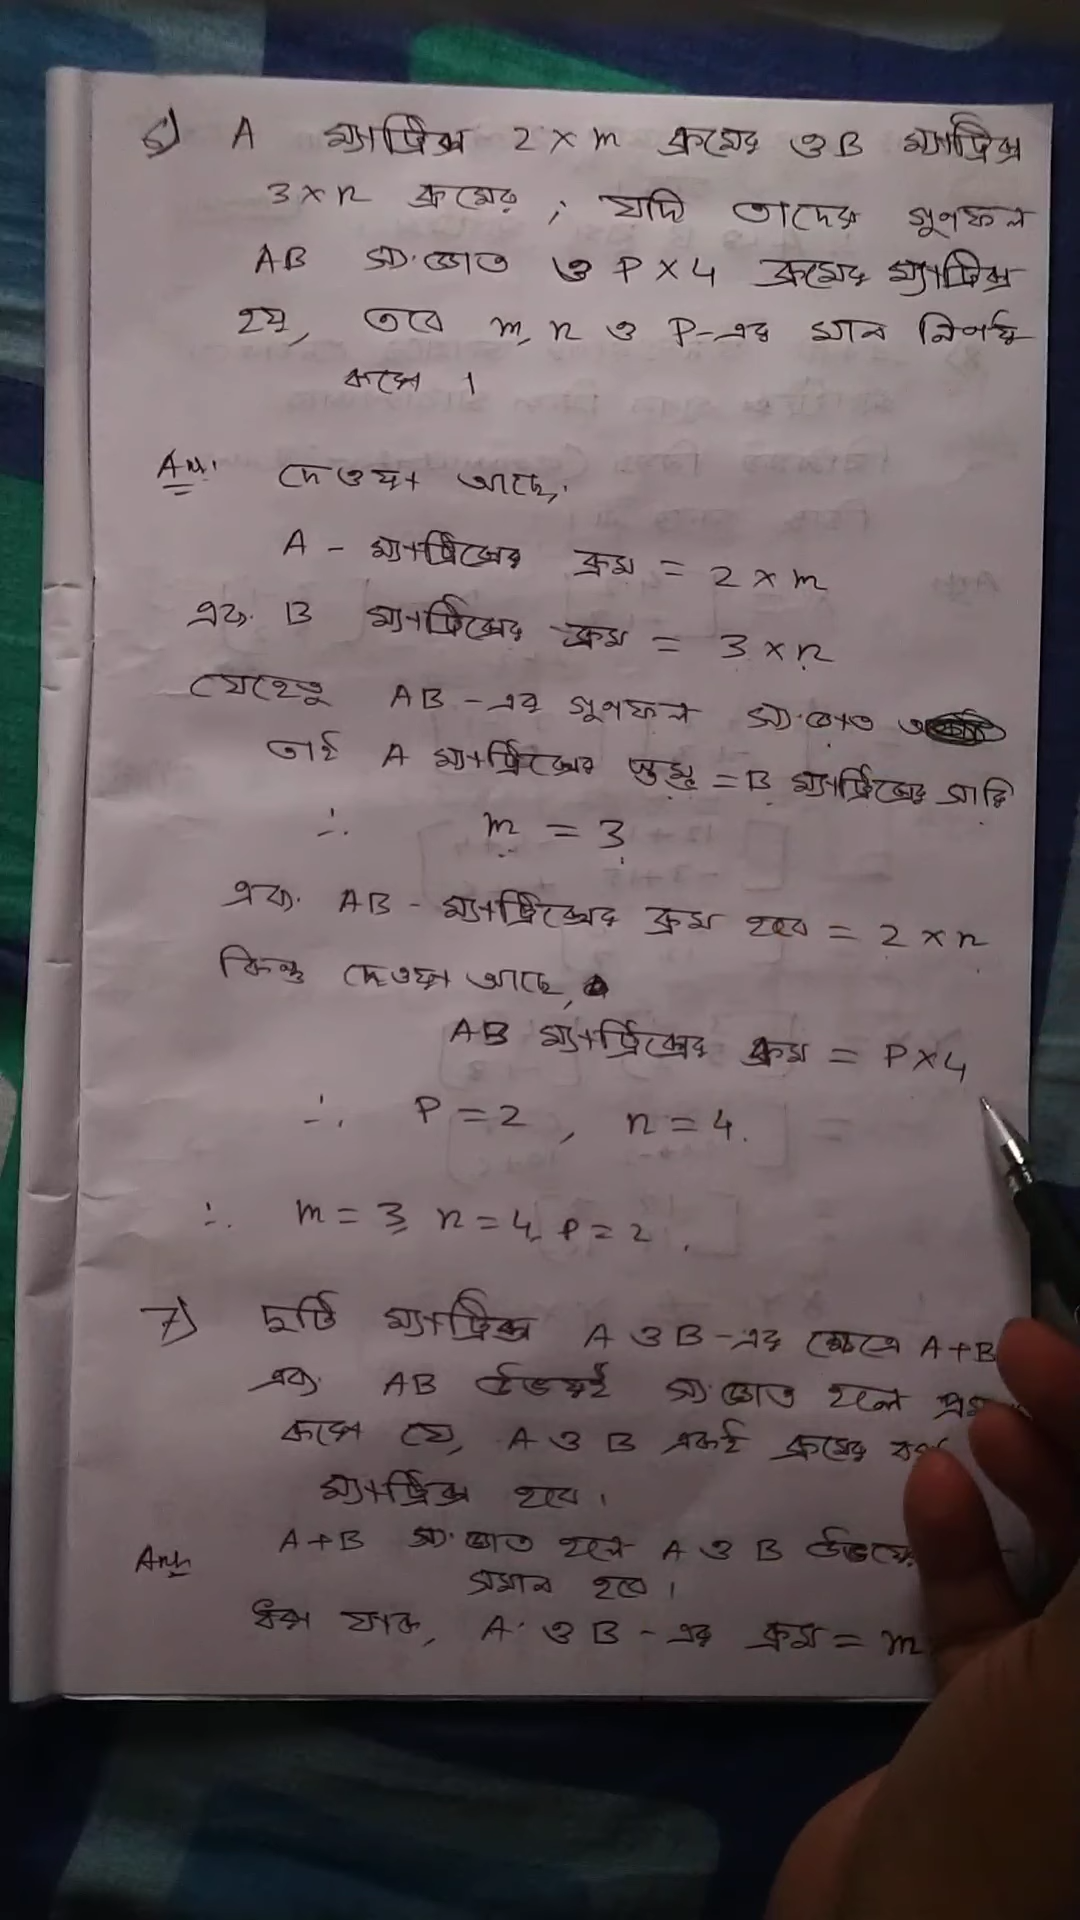 6) A ম্যাট্রিক্স 2 × m ক্রমের ও B ম্যাট্রিক্স
3 × n ক্রমের ; যদি তাদের গুণফল
AB সংজ্ঞাত ও P × 4 ক্রমের ম্যাট্রিক্স
হয়, তবে m, n ও P-এর মান নির্ণয়
করো ।
Ans: দেওয়া আছে,
A - ম্যাট্রিক্সের ক্রম = 2 × m
এবং B ম্যাট্রিক্সের ক্রম = 3 × n
যেহেতু AB - এর গুণফল সংজ্ঞাত
তাই A ম্যাট্রিক্সের স্তম্ভ = B ম্যাট্রিক্সের সারি
∴ m = 3
এবং AB - ম্যাট্রিক্সের ক্রম হবে = 2 × n
কিন্তু দেওয়া আছে,
AB ম্যাট্রিক্সের ক্রম = P × 4
∴ P = 2 , n = 4.
∴ m = 3, n = 4, P = 2 .
7) দুটি ম্যাট্রিক্স A ও B - এর ক্ষেত্রে A + B
এবং AB উভয়ই সংজ্ঞাত হলে
করো যে, A ও B একই ক্রমের
ম্যাট্রিক্স হবে ।
Ans A + B সংজ্ঞাত হলে A ও B
সমান হবে ।
ধরা যাক, A ও B - এর ক্রম = m